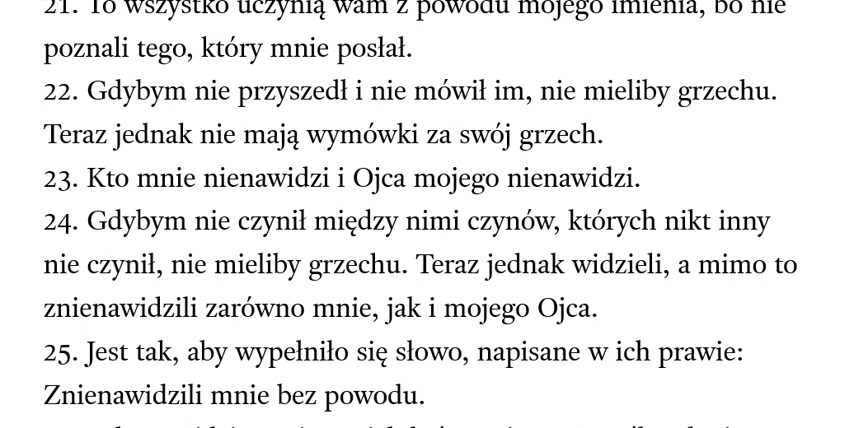 21. To wszystko uczynią wam z powodu mojego imienia, bo nie
poznali tego, który mnie posłał.
22. Gdybym nie przyszedł i nie mówił im, nie mieliby grzechu.
Teraz jednak nie mają wymówki za swój grzech.
23. Kto mnie nienawidzi i Ojca mojego nienawidzi.
24. Gdybym nie czynił między nimi czynów, których nikt inny
nie czynił, nie mieliby grzechu. Teraz jednak widzieli, a mimo to
znienawidzili zarówno mnie, jak i mojego Ojca.
25. Jest tak, aby wypełniło się słowo, napisane w ich prawie:
Znienawidzili mnie bez powodu.